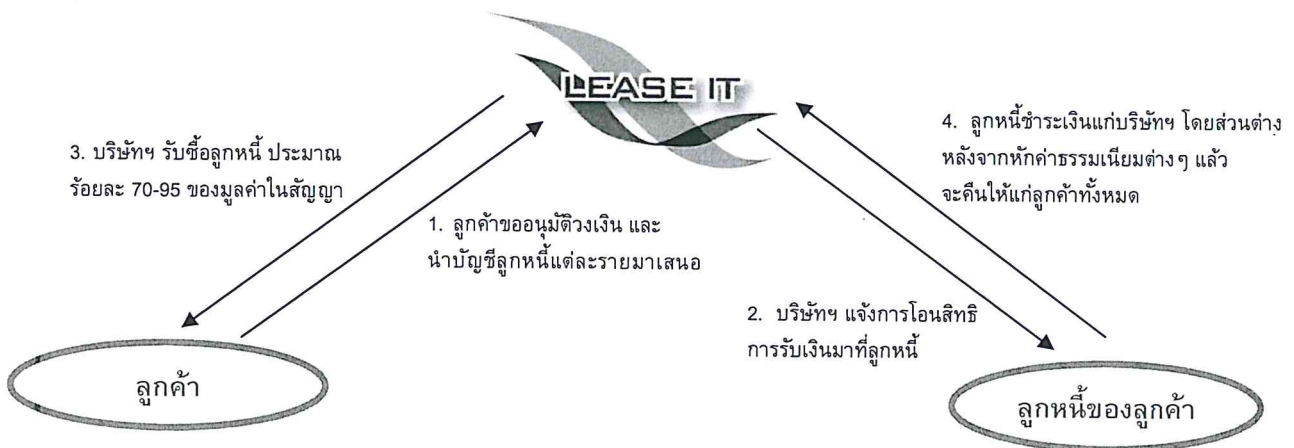 LEASE IT
3. บริษัทฯ รับซื้อลูกหนี้ ประมาณ
ร้อยละ 70-95 ของมูลค่าในสัญญา
1. ลูกค้าขออนุมัติวงเงิน และ
นำบัญชีลูกหนี้แต่ละรายมาเสนอ
4. ลูกหนี้ชำระเงินแก่บริษัทฯ โดยส่วนต่าง
หลังจากหักค่าธรรมเนียมต่างๆ แล้ว
จะคืนให้แก่ลูกค้าทั้งหมด
2. บริษัทฯ แจ้งการโอนสิทธิ
การรับเงินมาที่ลูกหนี้
ลูกค้า
ลูกหนี้ของลูกค้า